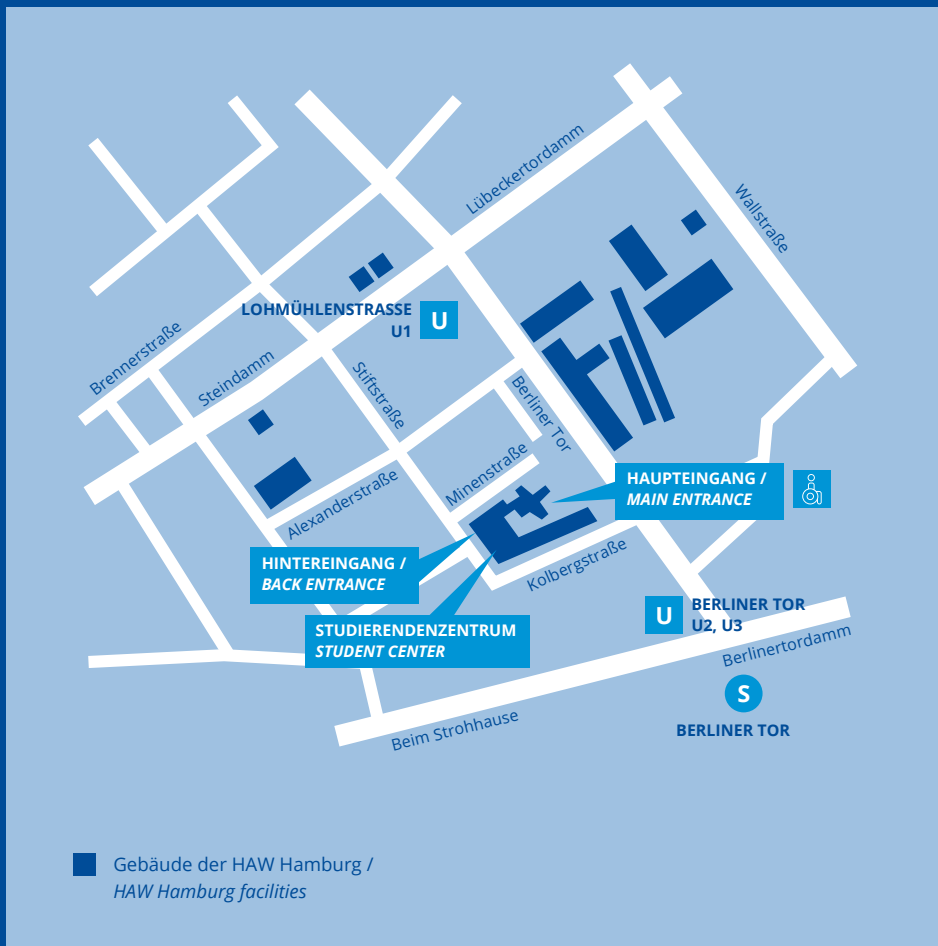 Lübeckertordamm
Wallstraße
LOHMÜHLENSTRASSE
U1
U
Brennerstraße
Steindamm
Stiftstraße
Berliner Tor
Minenstraße
Alexanderstraße
HAUPTEINGANG /
MAIN ENTRANCE
HINTEREINGANG /
BACK ENTRANCE
Kolbergstraße
STUDIERENDENZENTRUM
STUDENT CENTER
U
BERLINER TOR
U2, U3
Berlinertordamm
S
BERLINER TOR
Beim Strohhause
Gebäude der HAW Hamburg /
HAW Hamburg facilities